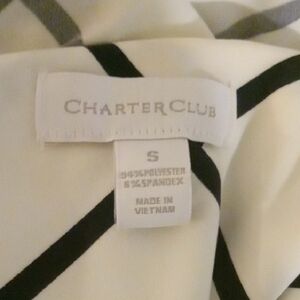 CHARTER CLUB
S
94% POLYESTER
6% SPANDEX
MADE IN
VIETNAM